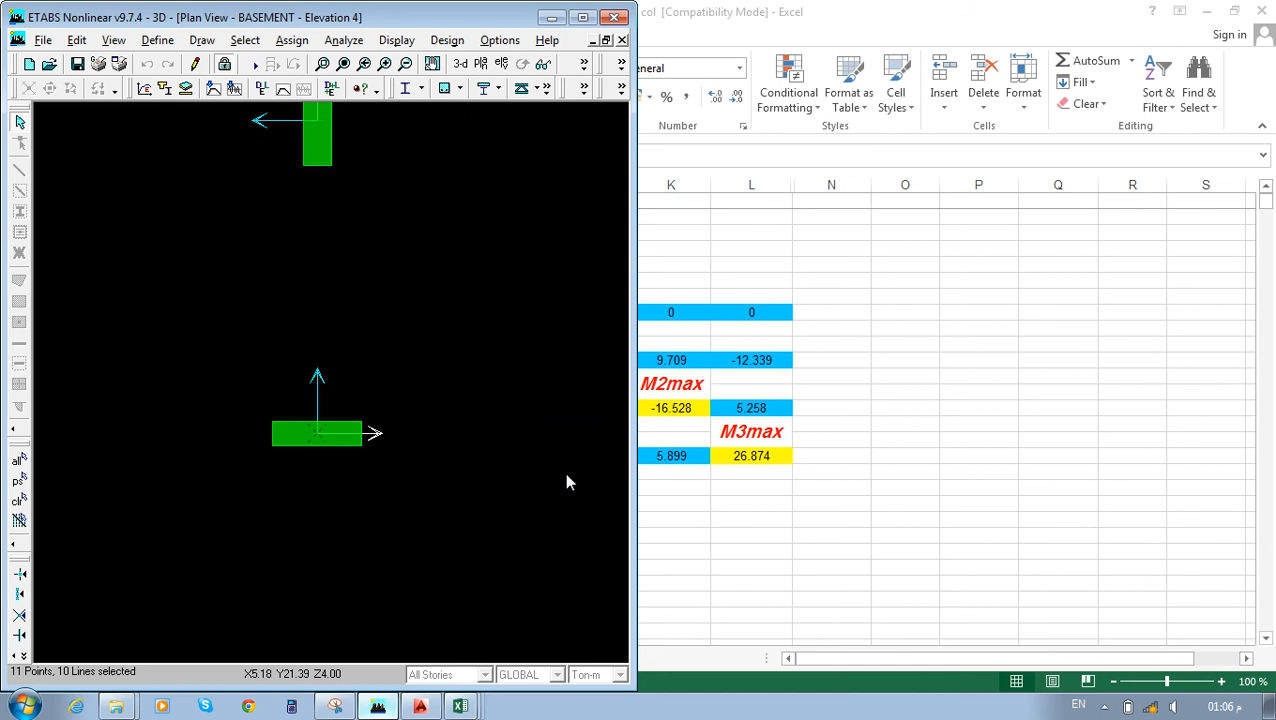 ETABS Nonlinear v9.7.4 - 3D - [Plan View - BASEMENT - Elevation 4]
File Edit View Define Draw Select Assign Analyze Display Design Options Help
3-d
all
ps
clr
11 Points, 10 Lines selected
X5.18 Y21.39 Z4.00
All Stories
GLOBAL
Ton-m
col [Compatibility Mode] - Excel
Sign in
eneral
%
Conditional Formatting
Format as Table
Cell Styles
Insert
Delete
Format
AutoSum
Fill
Clear
Sort & Filter
Find & Select
Number
Styles
Cells
Editing
K L N O P Q R S
0 0
9.709 -12.339
M2max
-16.528 5.258
M3max
5.899 26.874
100 %
EN
01:06 م